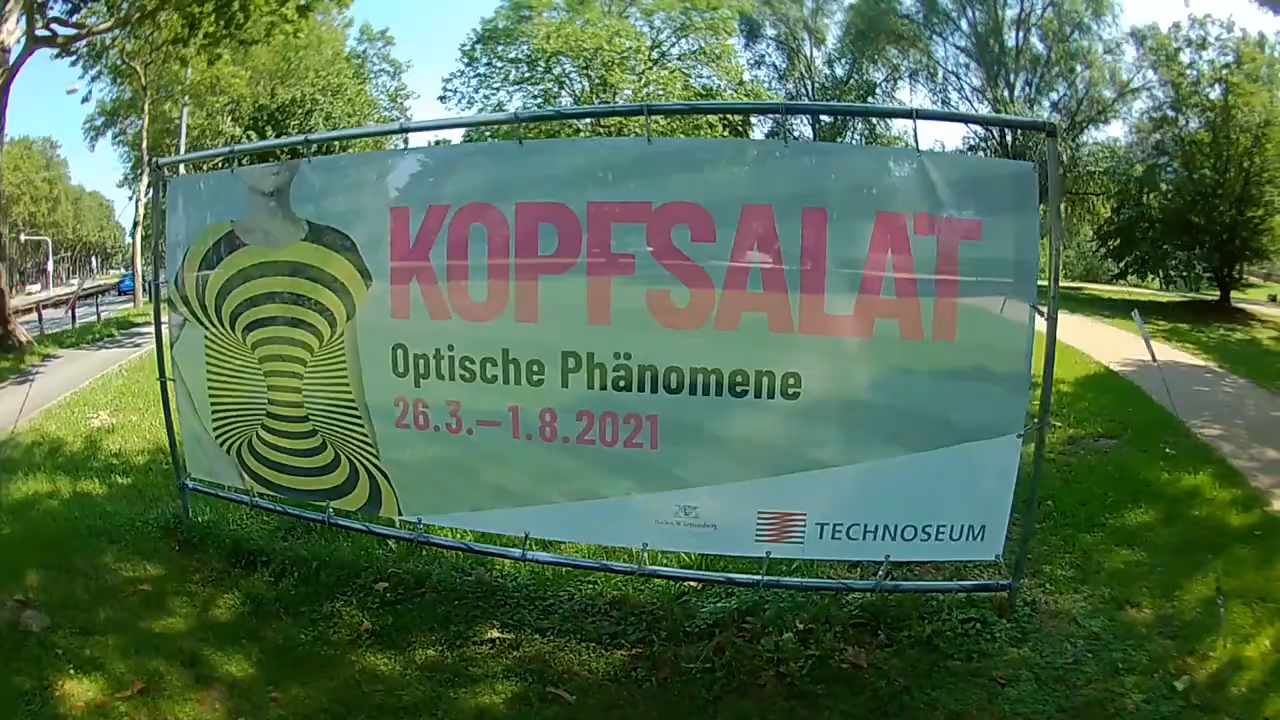 KOPFSALAT
Optische Phänomene
26.3.–1.8.2021
Baden-Württemberg
TECHNOSEUM